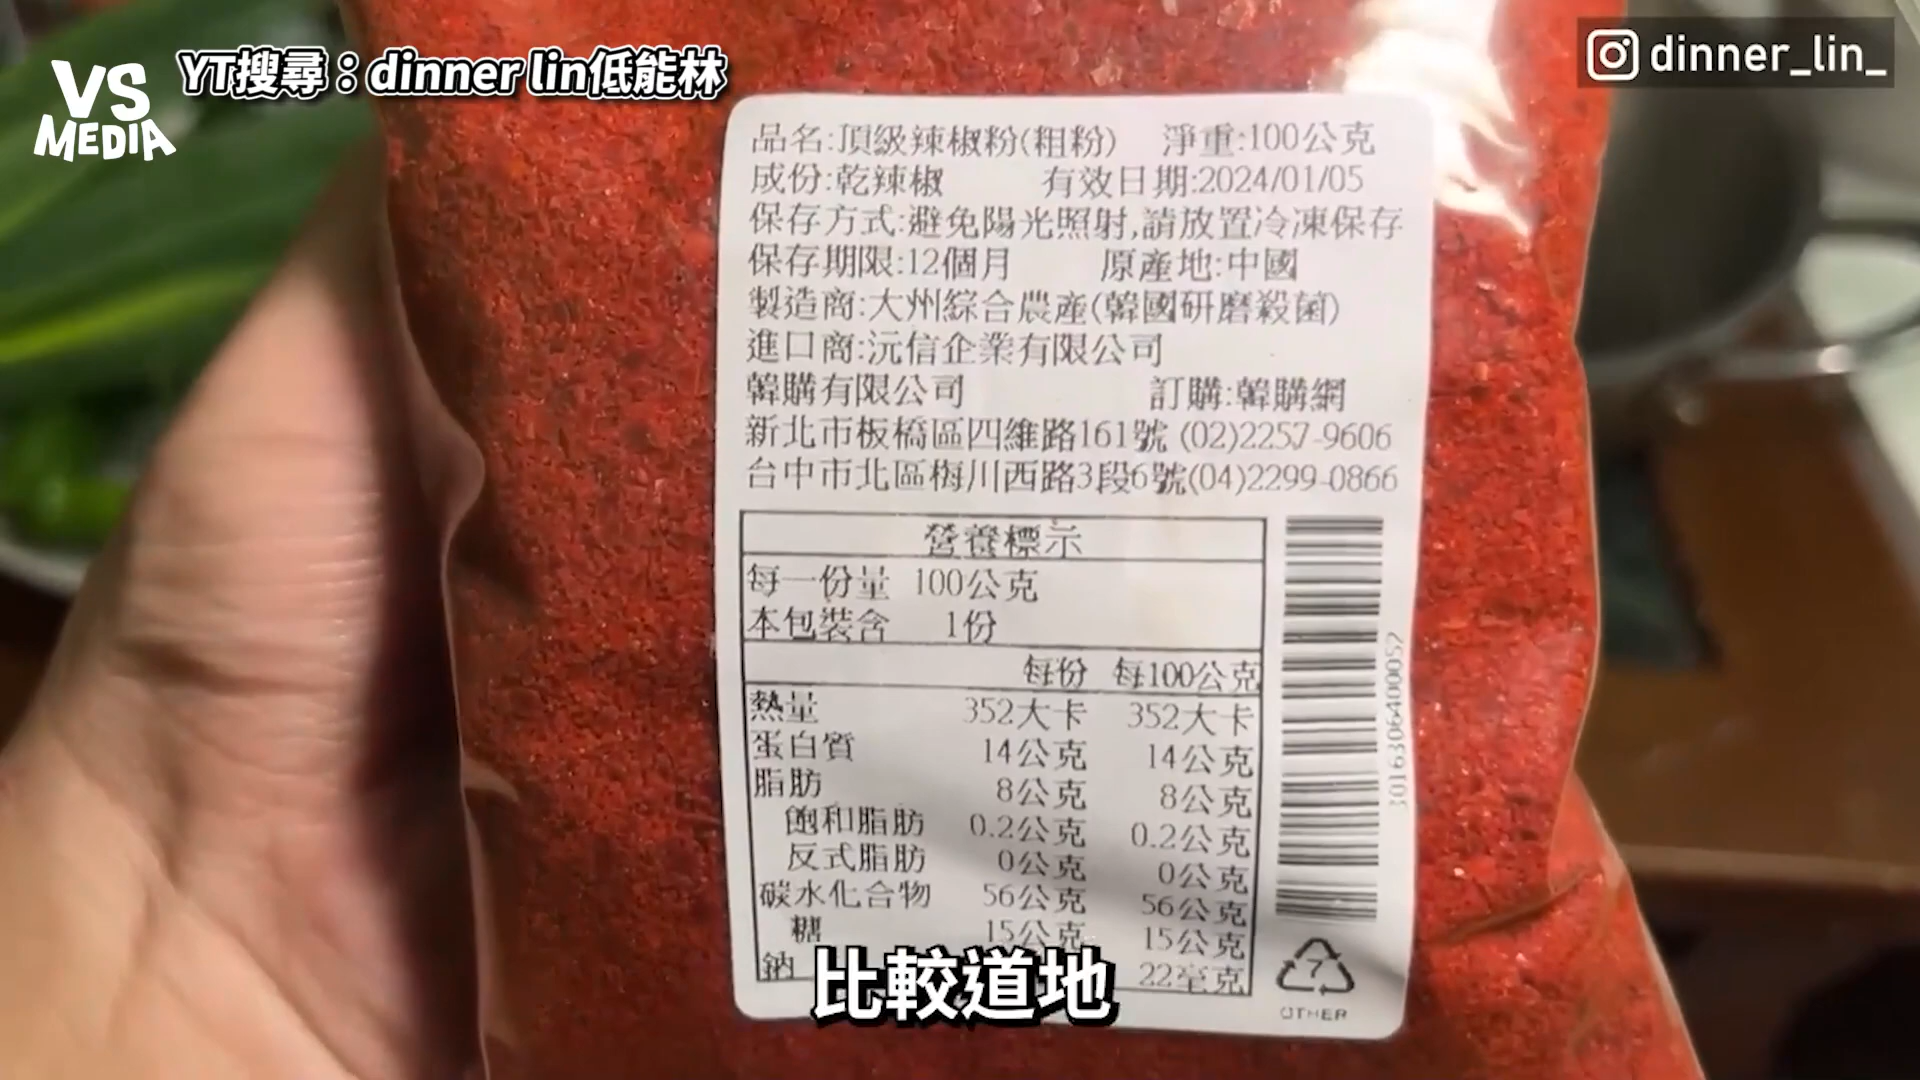 VS
MEDIA
YT搜尋：dinner lin低能林
dinner_lin_
品名:頂級辣椒粉(粗粉) 淨重:100公克
成份:乾辣椒 有效日期:2024/01/05
保存方式:避免陽光照射,請放置冷凍保存
保存期限:12個月 原產地:中國
製造商:大州綜合農產(韓國研磨殺菌)
進口商:沅信企業有限公司
韓購有限公司 訂購:韓購網
新北市板橋區四維路161號 (02)2257-9606
台中市北區梅川西路3段6號(04)2299-0866
營養標示
每一份量 100公克
本包裝含 1份
每份 每100公克
熱量 352大卡 352大卡
蛋白質 14公克 14公克
脂肪 8公克 8公克
飽和脂肪 0.2公克 0.2公克
反式脂肪 0公克 0公克
碳水化合物 56公克 56公克
糖 15公克 15公克
鈉 22毫克
7
OTHER
比較道地